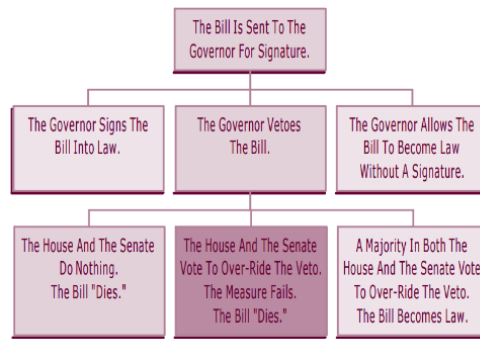 The Bill Is Sent To The
Governor For Signature.
The Governor Signs The
Bill Into Law.
The Governor Vetoes
The Bill.
The Governor Allows The
Bill To Become Law
Without A Signature.
The House And The Senate
Do Nothing.
The Bill "Dies."
The House And The Senate
Vote To Over-Ride The Veto.
The Measure Fails.
The Bill "Dies."
A Majority In Both The
House And The Senate Vote
To Over-Ride The Veto.
The Bill Becomes Law.